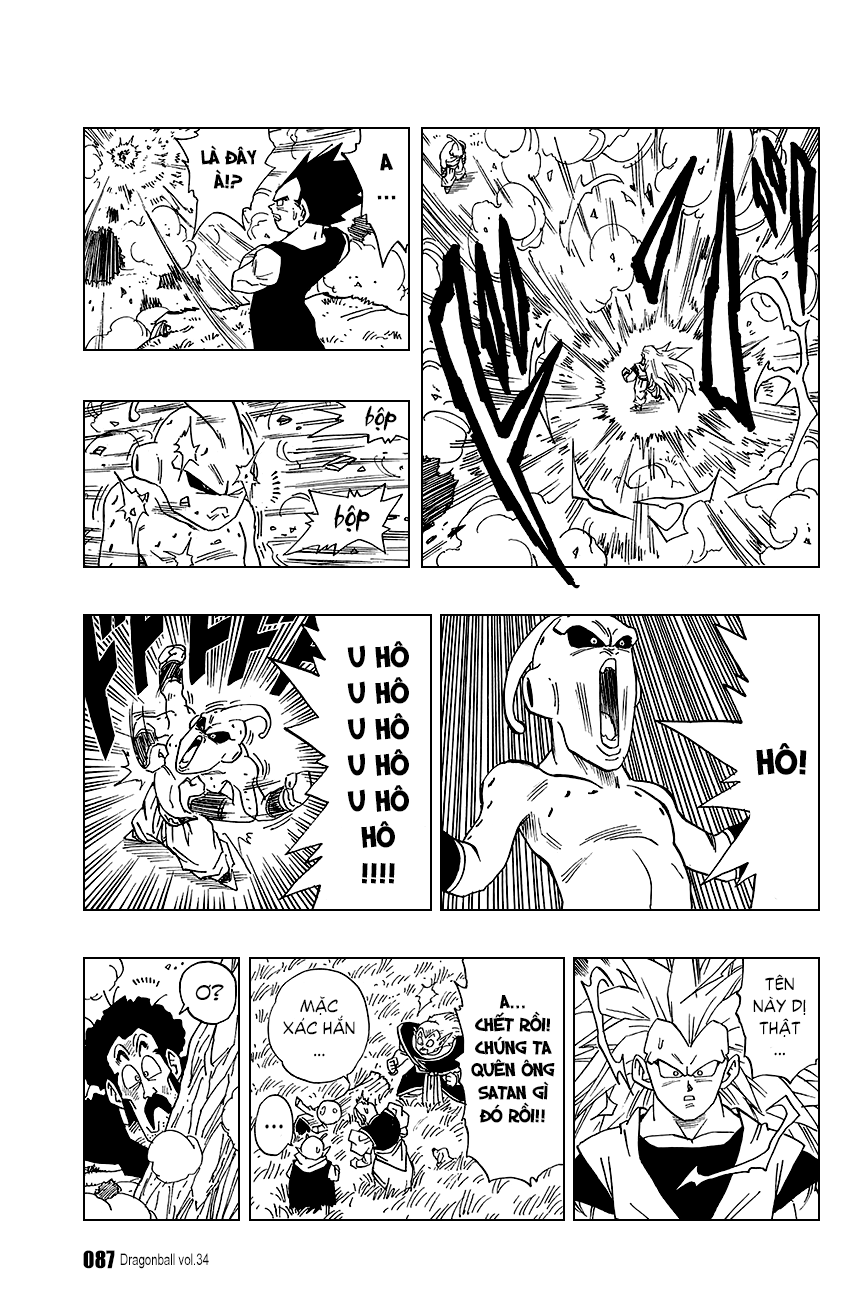 A
...
LÀ ĐÂY
À!?
bộp
bộp
HÔ!
U HÔ
U HÔ
U HÔ
U HÔ
U HÔ
HÔ
!!!!
TÊN
NÀY DỊ
THẬT
...
A...
CHẾT RỒI!
CHÚNG TA
QUÊN ÔNG
SATAN GÌ
ĐÓ RỒI!!
MẶC
XÁC HẮN
...
...
Ơ?
087 Dragonball vol.34